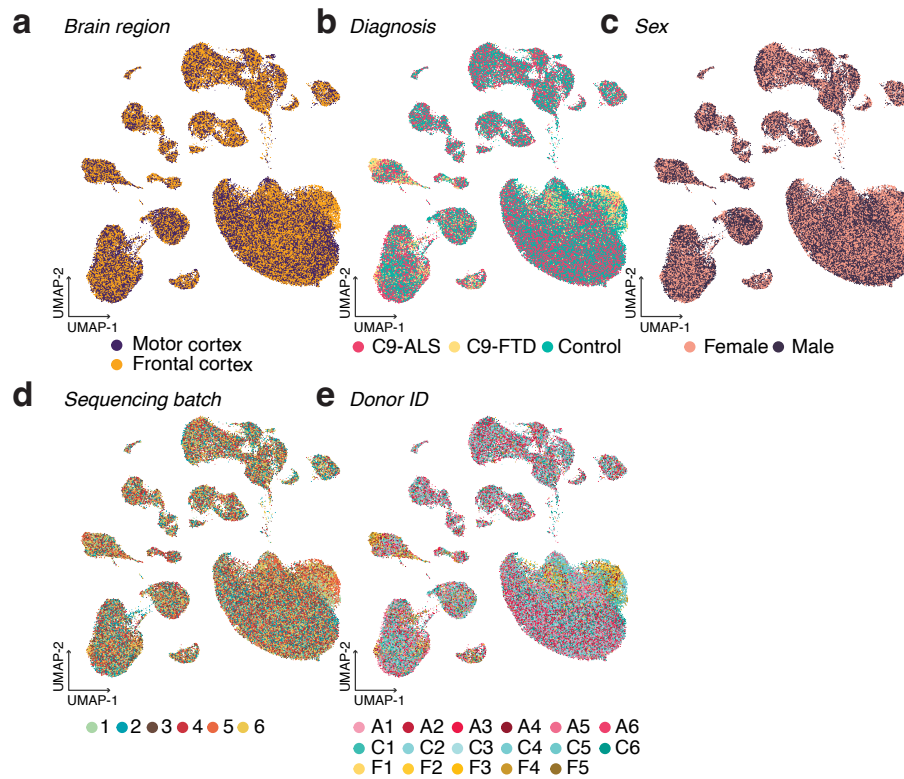 a Brain region
b Diagnosis
c Sex
UMAP-2
UMAP-1
Motor cortex
Frontal cortex
UMAP-2
UMAP-1
C9-ALS C9-FTD Control
UMAP-2
UMAP-1
Female Male
d Sequencing batch
e Donor ID
UMAP-2
UMAP-1
1 2 3 4 5 6
UMAP-2
UMAP-1
A1 A2 A3 A4 A5 A6
C1 C2 C3 C4 C5 C6
F1 F2 F3 F4 F5